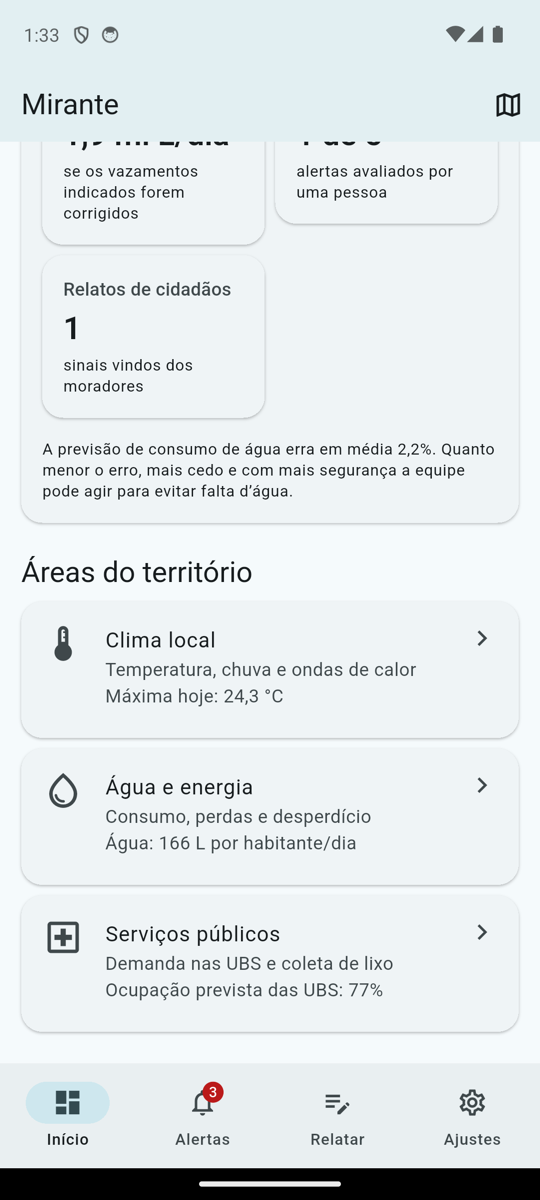 1:33
Mirante
se os vazamentos
indicados forem
corrigidos
alertas avaliados por
uma pessoa
Relatos de cidadãos
1
sinais vindos dos
moradores
A previsão de consumo de água erra em média 2,2%. Quanto
menor o erro, mais cedo e com mais segurança a equipe
pode agir para evitar falta d’água.
Áreas do território
Clima local
Temperatura, chuva e ondas de calor
Máxima hoje: 24,3 °C
Água e energia
Consumo, perdas e desperdício
Água: 166 L por habitante/dia
Serviços públicos
Demanda nas UBS e coleta de lixo
Ocupação prevista das UBS: 77%
3
Início
Alertas
Relatar
Ajustes